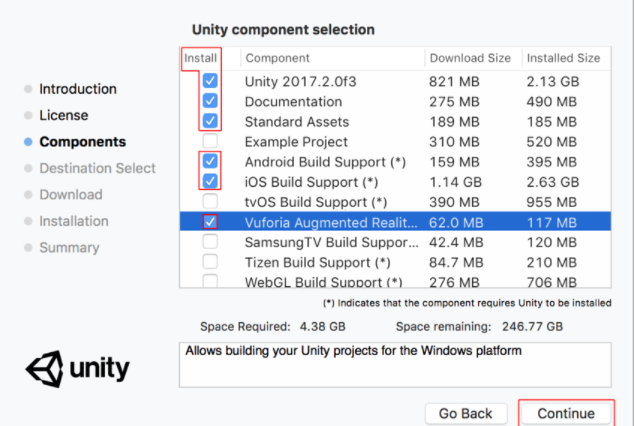 Unity component selection
Install Component Download Size Installed Size
Unity 2017.2.0f3 821 MB 2.13 GB
Documentation 275 MB 490 MB
Standard Assets 189 MB 185 MB
Example Project 310 MB 520 MB
Android Build Support (*) 159 MB 395 MB
iOS Build Support (*) 1.14 GB 2.63 GB
tvOS Build Support (*) 390 MB 955 MB
Vuforia Augmented Realit... 62.0 MB 117 MB
SamsungTV Build Suppor... 42.4 MB 120 MB
Tizen Build Support (*) 84.7 MB 210 MB
WebGL Build Support (*) 276 MB 706 MB
Introduction
License
Components
Destination Select
Download
Installation
Summary
(*) Indicates that the component requires Unity to be installed
Space Required: 4.38 GB Space remaining: 246.77 GB
Allows building your Unity projects for the Windows platform
unity
Go Back Continue